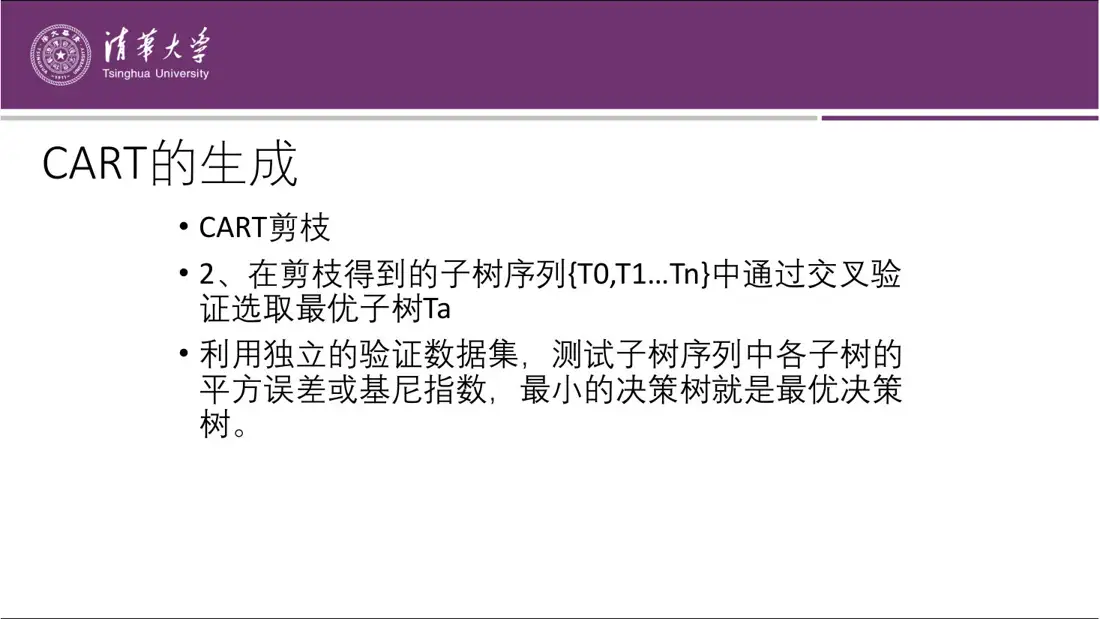 清华大学
Tsinghua University
CART的生成
• CART剪枝
• 2、在剪枝得到的子树序列{T0,T1…Tn}中通过交叉验
证选取最优子树Ta
• 利用独立的验证数据集，测试子树序列中各子树的
平方误差或基尼指数，最小的决策树就是最优决策
树。